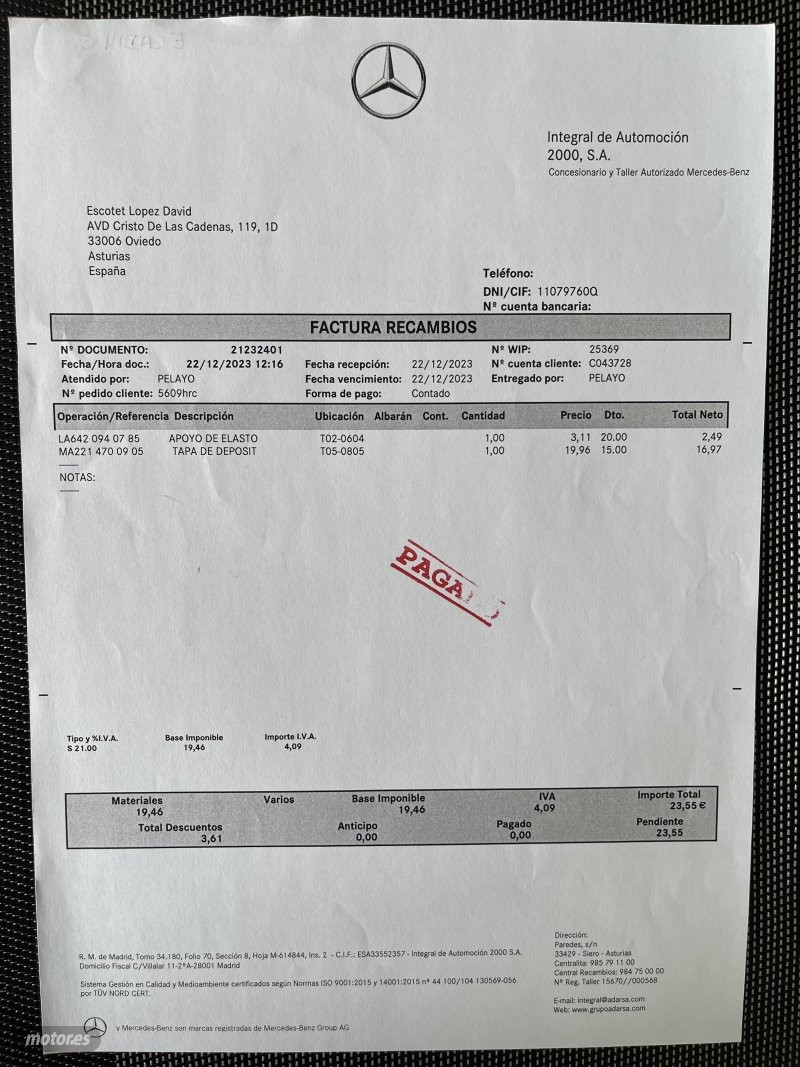 Integral de Automoción
2000, S.A.
Concesionario y Taller Autorizado Mercedes-Benz
Escotet Lopez David
AVD Cristo De Las Cadenas, 119, 1D
33006 Oviedo
Asturias
España
Teléfono:
DNI/CIF: 11079760Q
Nº cuenta bancaria:
FACTURA RECAMBIOS
Nº DOCUMENTO: 21232401 Nº WIP: 25369
Fecha/Hora doc.: 22/12/2023 12:16 Fecha recepción: 22/12/2023 Nº cuenta cliente: C043728
Atendido por: PELAYO Fecha vencimiento: 22/12/2023 Entregado por: PELAYO
Nº pedido cliente: 5609hrc Forma de pago: Contado
Operación/Referencia Descripción Ubicación Albarán Cont. Cantidad Precio Dto. Total Neto
LA642 094 07 85 APOYO DE ELASTO T02-0604 1,00 3,11 20.00 2,49
MA221 470 09 05 TAPA DE DEPOSIT T05-0805 1,00 19,96 15.00 16,97
NOTAS:
PAGADO
Tipo y %I.V.A. Base Imponible Importe I.V.A.
S 21.00 19,46 4,09
Materiales Varios Base Imponible IVA Importe Total
19,46 19,46 4,09 23,55 €
Total Descuentos Anticipo Pagado Pendiente
3,61 0,00 0,00 23,55
R. M. de Madrid, Tomo 34.180, Folio 70, Sección 8, Hoja M-614844, Ins. 2 - C.I.F.: ESA33552357 - Integral de Automoción 2000 S.A.
Domicilio Fiscal C/Villalar 11-2ªA-28001 Madrid
Sistema Gestión en Calidad y Medioambiente certificados según Normas ISO 9001:2015 y 14001:2015 nº 44 100/104 130569-056
por TÜV NORD CERT.
Dirección:
Paredes, s/n
33429 - Siero - Asturias
Centralita: 985 79 11 00
Central Recambios: 984 75 00 00
Nº Reg. Taller 15670//000568
E-mail: integral@adarsa.com
Web: www.grupoadarsa.com
y Mercedes-Benz son marcas registradas de Mercedes-Benz Group AG
motor.es